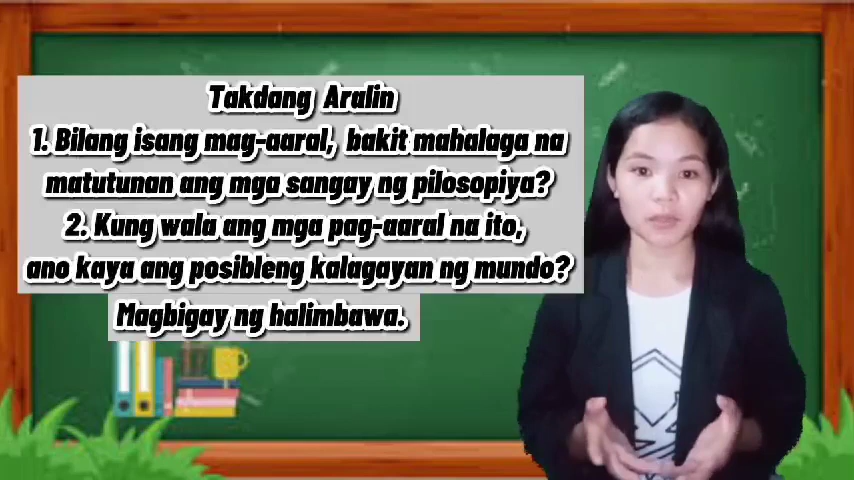 Takdang Aralin
1. Bilang isang mag-aaral, bakit mahalaga na
matutunan ang mga sangay ng pilosopiya?
2. Kung wala ang mga pag-aaral na ito,
ano kaya ang posibleng kalagayan ng mundo?
Magbigay ng halimbawa.